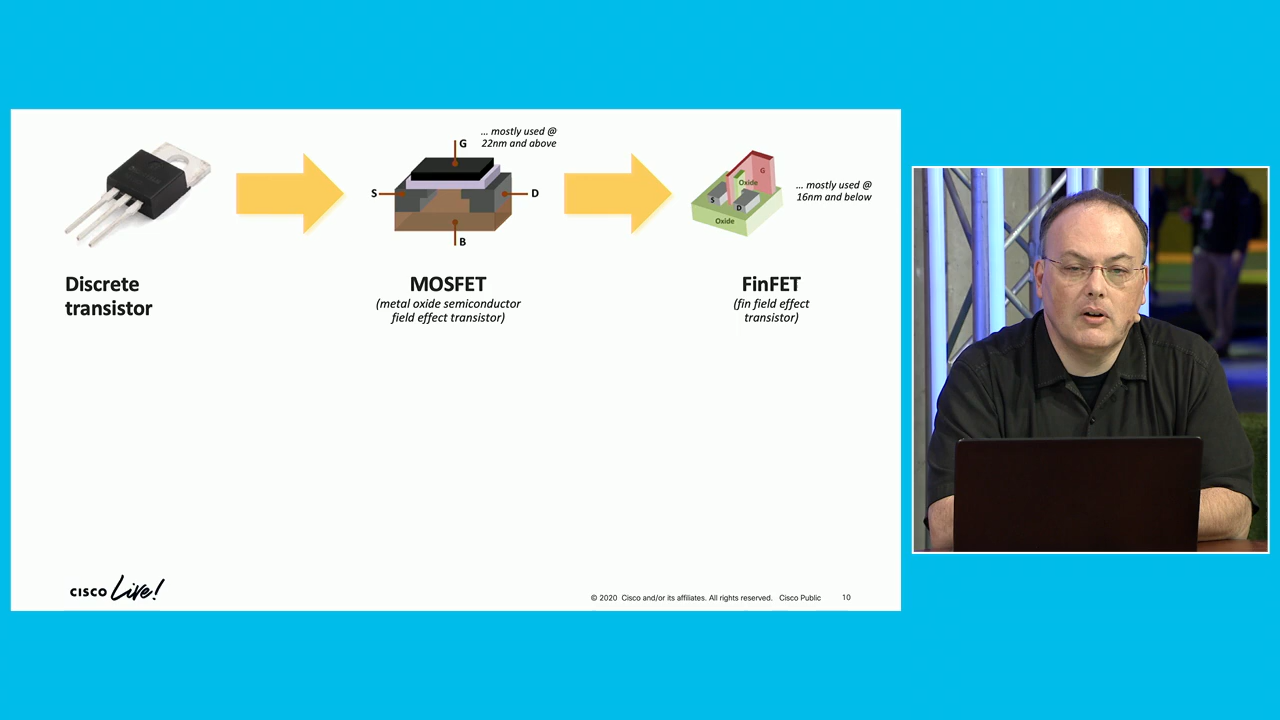 … mostly used @
22nm and above
G
S
D
B
Oxide
G
S
D
Oxide
… mostly used @
16nm and below
Discrete
transistor
MOSFET
(metal oxide semiconductor
field effect transistor)
FinFET
(fin field effect
transistor)
CISCO Live!
© 2020 Cisco and/or its affiliates. All rights reserved. Cisco Public
10